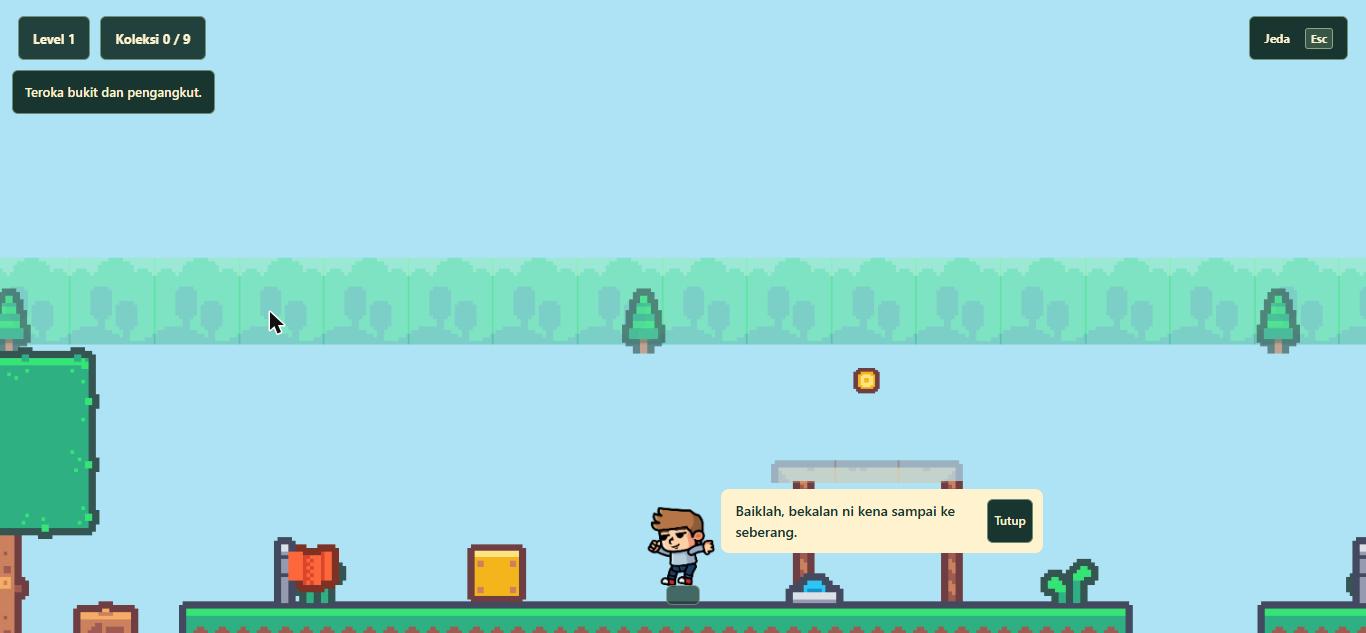 Level 1
Koleksi 0 / 9
Jeda Esc
Teroka bukit dan pengangkut.
Baiklah, bekalan ni kena sampai ke
seberang.
Tutup